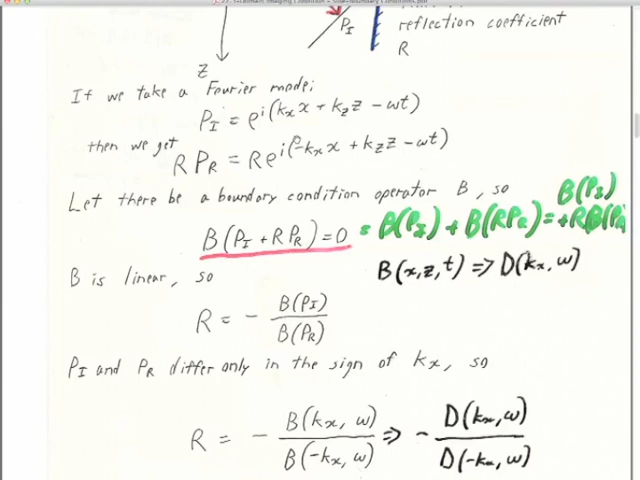 P_I
reflection coefficient
R
z
If we take a Fourier mode;
P_I = e^{i(k_x x + k_z z - ωt)}
then we get
R P_R = R e^{i(-k_x x + k_z z - ωt)}
Let there be a boundary condition operator B, so
B(P_I + R P_R) = 0 = B(P_I) + B(RP_R) = B(P_I) + R B(P_R
B(x, z, t) ⇒ D(k_x, ω)
B is linear, so
R = - B(P_I) / B(P_R)
P_I and P_R differ only in the sign of k_x, so
R = - B(k_x, ω) / B(-k_x, ω) ⇒ - D(k_x, ω) / D(-k_x, ω)